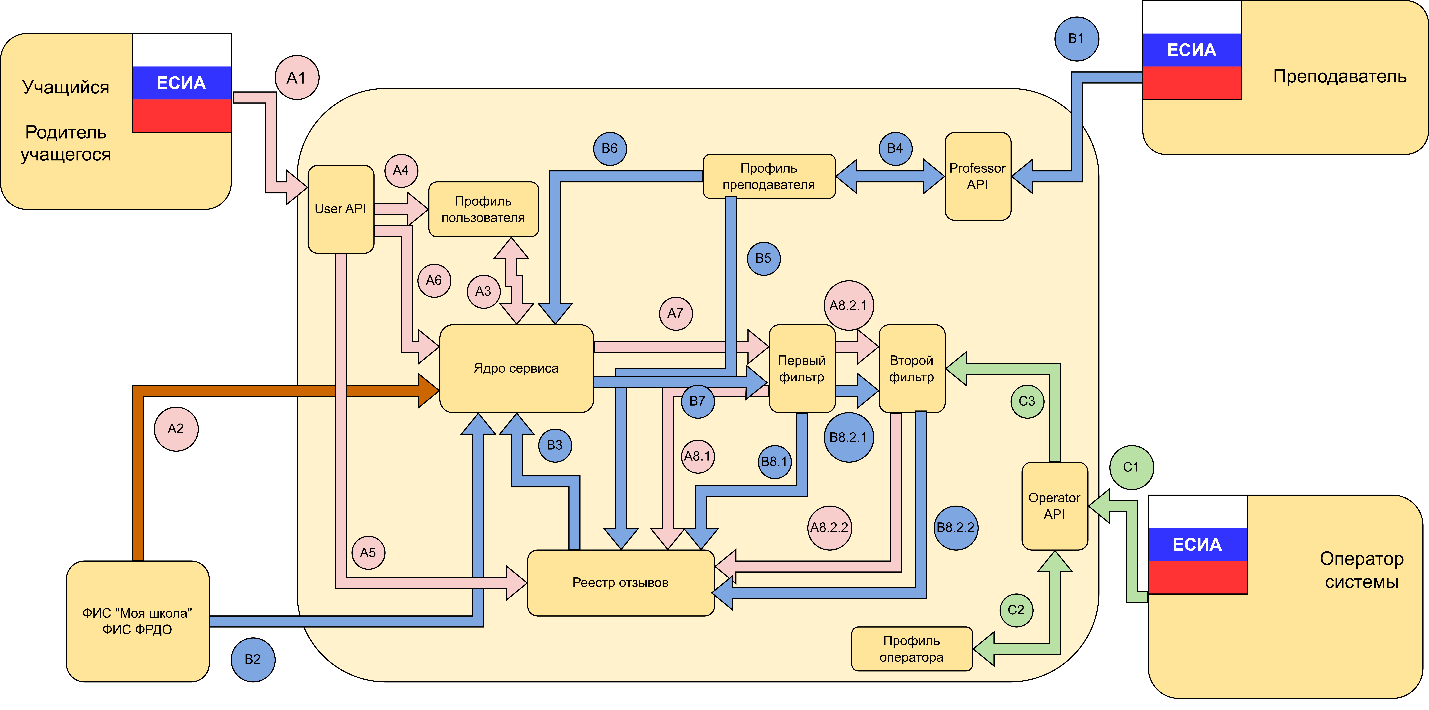 Учащийся
Родитель
учащегося
ЕСИА
A1
B1
ЕСИА
Преподаватель
User API
A4
Профиль
пользователя
B6
Профиль
преподавателя
B4
Professor
API
A6
A3
B5
A7
A8.2.1
Ядро сервиса
Первый
фильтр
Второй
фильтр
A2
B3
B7
A8.1
B8.1
B8.2.1
C3
C1
Operator
API
A5
A8.2.2
B8.2.2
Реестр отзывов
ЕСИА
Оператор
системы
ФИС "Моя школа"
ФИС ФРДО
B2
C2
Профиль
оператора